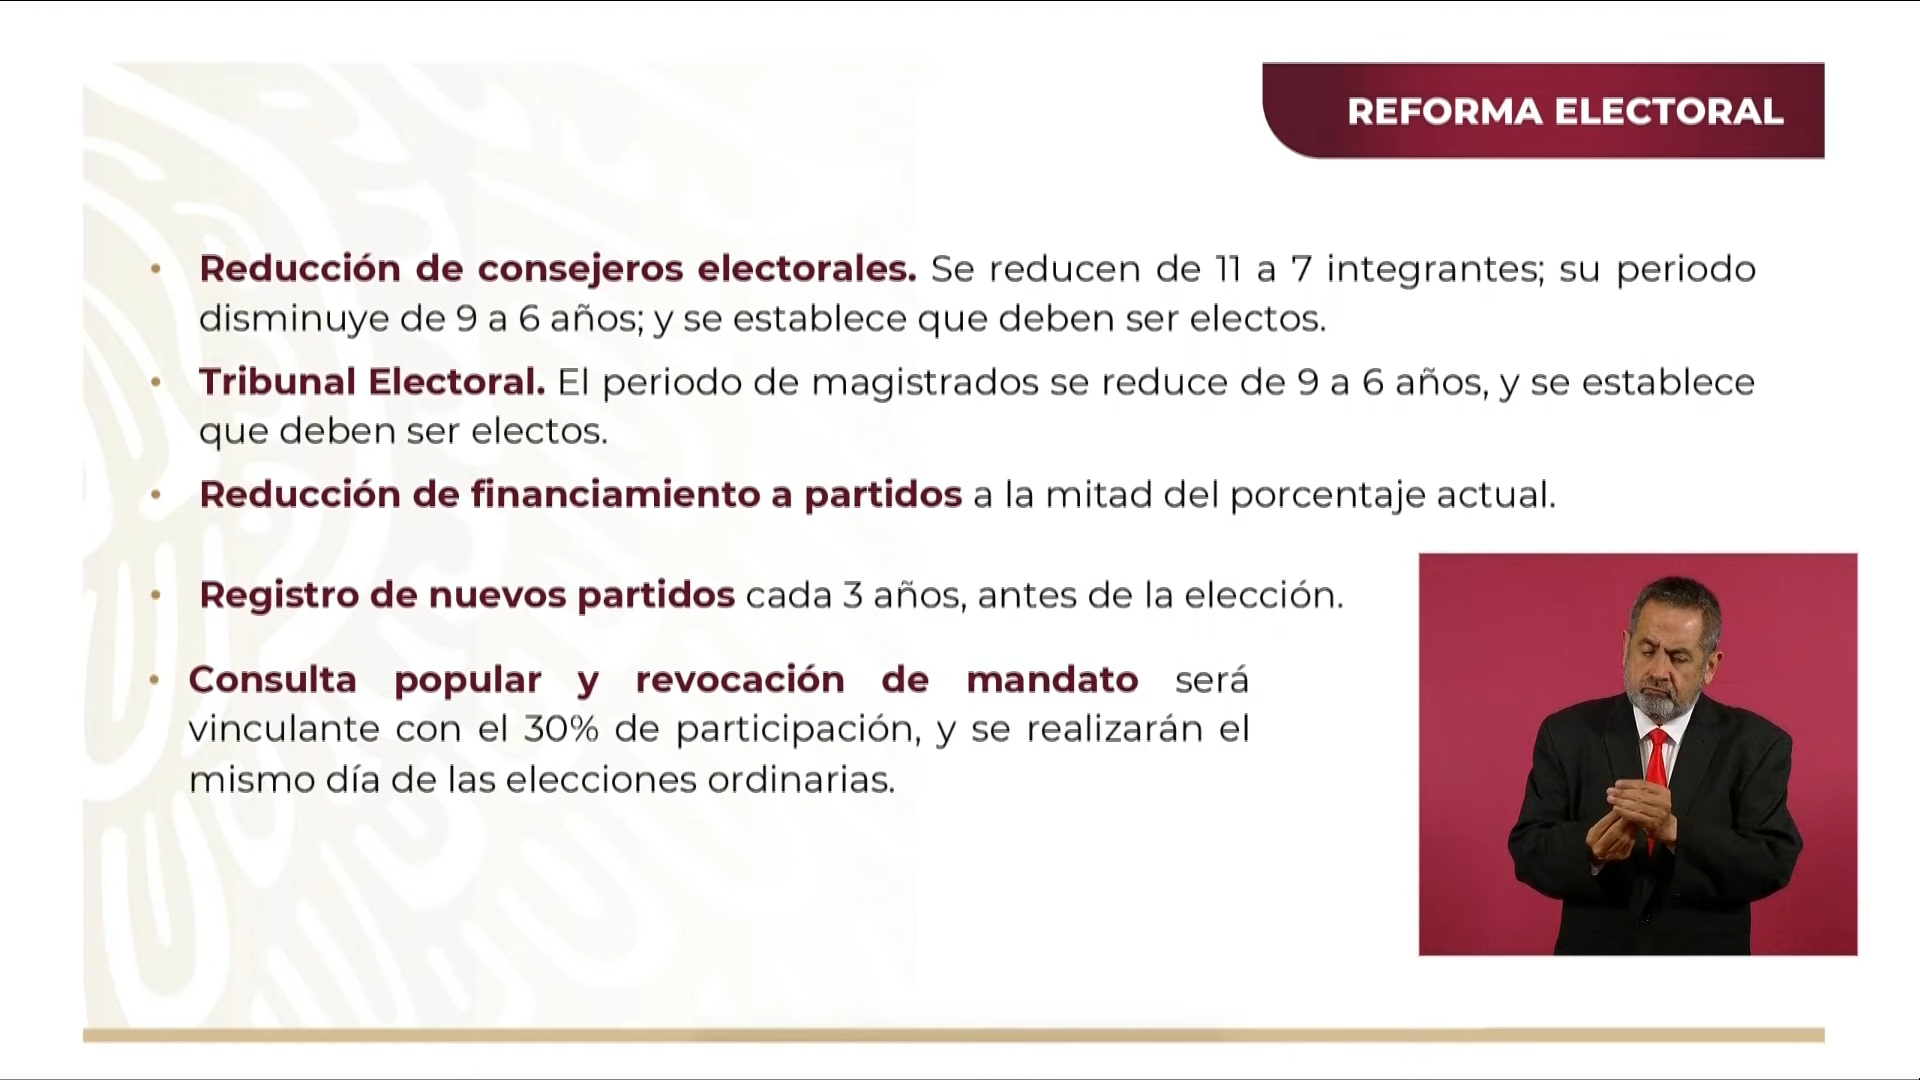 REFORMA ELECTORAL
• Reducción de consejeros electorales. Se reducen de 11 a 7 integrantes; su periodo
disminuye de 9 a 6 años; y se establece que deben ser electos.
• Tribunal Electoral. El periodo de magistrados se reduce de 9 a 6 años, y se establece
que deben ser electos.
• Reducción de financiamiento a partidos a la mitad del porcentaje actual.
• Registro de nuevos partidos cada 3 años, antes de la elección.
• Consulta popular y revocación de mandato será
vinculante con el 30% de participación, y se realizarán el
mismo día de las elecciones ordinarias.